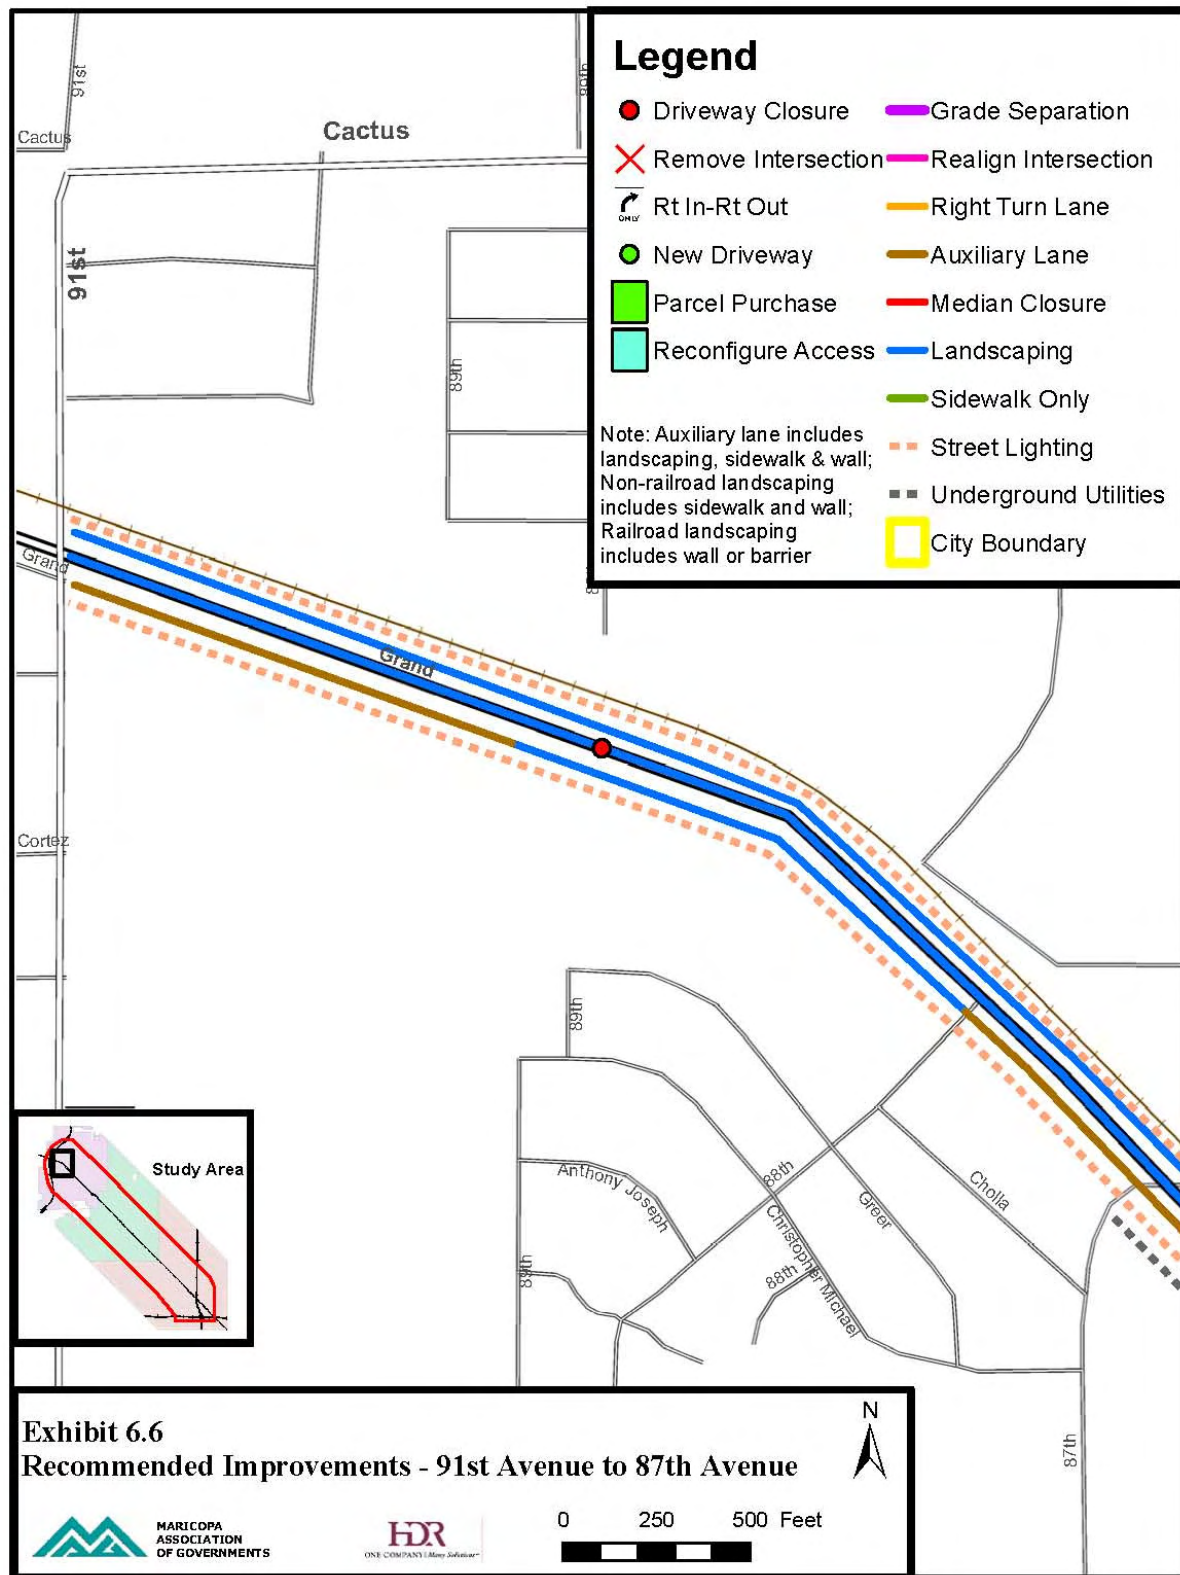 91st
89th
Cactus
Cactus
91st
89th
Legend
Driveway Closure
Remove Intersection
ONLY
Rt In-Rt Out
New Driveway
Parcel Purchase
Reconfigure Access
Grade Separation
Realign Intersection
Right Turn Lane
Auxiliary Lane
Median Closure
Landscaping
Sidewalk Only
Street Lighting
Underground Utilities
City Boundary
Note: Auxiliary lane includes
landscaping, sidewalk & wall;
Non-railroad landscaping
includes sidewalk and wall;
Railroad landscaping
includes wall or barrier
Grand
Grand
Cortez
89th
Anthony Joseph
88th
Greer
Cholla
Christopher Michael
88th
89th
87th
Study Area
Exhibit 6.6
Recommended Improvements - 91st Avenue to 87th Avenue
N
MARICOPA
ASSOCIATION
OF GOVERNMENTS
HDR
ONE COMPANY | Many Solutions
0 250 500 Feet